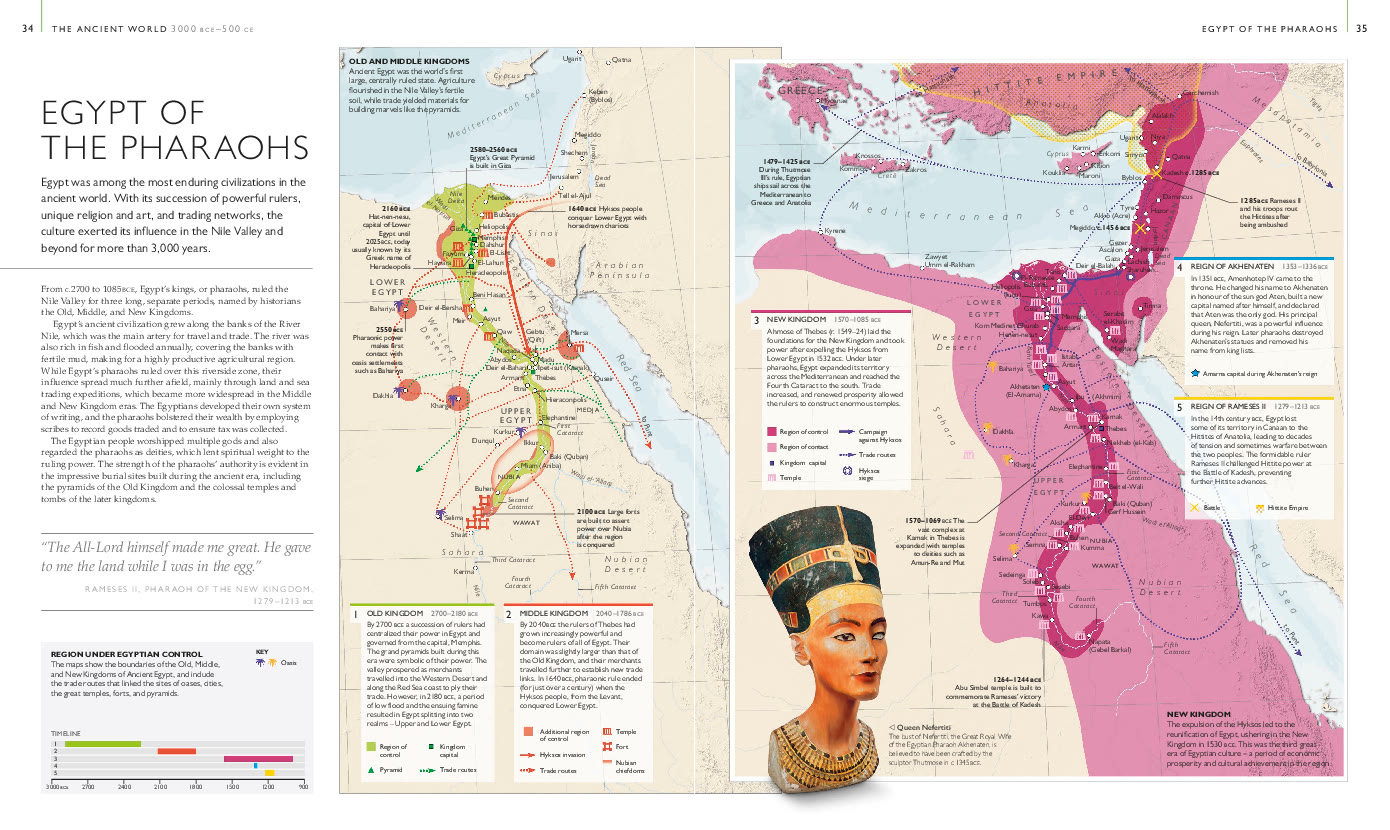 34 THE ANCIENT WORLD 3000 BCE–500 CE
EGYPT OF THE PHARAOHS 35
EGYPT OF
THE PHARAOHS
Egypt was among the most enduring civilizations in the
ancient world. With its succession of powerful rulers,
unique religion and art, and trading networks, the
culture exerted its influence in the Nile Valley and
beyond for more than 3,000 years.
From c.2700 to 1085BCE, Egypt's kings, or pharaohs, ruled the
Nile Valley for three long, separate periods, named by historians
the Old, Middle, and New Kingdoms.
Egypt's ancient civilization grew along the banks of the River
Nile, which was the main artery for travel and trade. The river was
also rich in fish and flooded annually, covering the banks with
fertile mud, making for a highly productive agricultural region.
While Egypt's pharaohs ruled over this riverside zone, their
influence spread much further afield, mainly through land and sea
trading expeditions, which became more widespread in the Middle
and New Kingdom eras. The Egyptians developed their own system
of writing, and the pharaohs bolstered their wealth by employing
scribes to record goods traded and to ensure tax was collected.
The Egyptian people worshipped multiple gods and also
regarded the pharaohs as deities, which lent spiritual weight to the
ruling power. The strength of the pharaohs' authority is evident in
the impressive burial sites built during the ancient era, including
the pyramids of the Old Kingdom and the colossal temples and
tombs of the later kingdoms.
"The All-Lord himself made me great. He gave
to me the land while I was in the egg."
RAMESES II, PHARAOH OF THE NEW KINGDOM,
1279–1213 BCE
REGION UNDER EGYPTIAN CONTROL
The maps show the boundaries of the Old, Middle,
and New Kingdoms of Ancient Egypt, and include
the trade routes that linked the sites of oases, cities,
the great temples, forts, and pyramids.
KEY
Oasis
TIMELINE
1
2
3
4
5
3000BCE 2700 2400 2100 1800 1500 1200 900
OLD AND MIDDLE KINGDOMS
Ancient Egypt was the world's first
large, centrally ruled state. Agriculture
flourished in the Nile Valley's fertile
soil, while trade yielded materials for
building marvels like the pyramids.
Ugarit
Qatna
Cyprus
Mediterranean Sea
Keben
(Byblos)
Megiddo
Shechem
Jordan
Jerusalem
Dead
Sea
Tell el-Ajjul
2580–2560 BCE
Egypt's Great Pyramid
is built in Giza
Nile
Delta
Mendes
Bubastis
2160 BCE
Hat-nen-nesu,
capital of Lower
Egypt until
2025BCE, today
usually known by its
Greek name of
Heracleopolis
1640BCE Hyksos people
conquer Lower Egypt with
horsedrawn chariots
Giza
Heliopolis
Memphis
Dahshur
El-Lisht
Faiyum
Hawara
El-Lahun
Heracleopolis
Sinai
Arabian
Peninsula
LOWER
EGYPT
Bahariya
Beni Hasan
Deir el-Bersha
Meir
Asyut
Western
Desert
Eastern Desert
2550BCE
Pharaonic power
makes first
contact with
oasis settlements
such as Bahariya
Qaw
Gebtu
(Qift)
Mersa
Naqada
Abydos
Madu
Deir el-Bahari
Ipet-isut (Karnak)
Armant
Thebes
Quseir
Red Sea
to Punt
Dakhla
Kharga
Hieraconpolis
MEDJA
UPPER
EGYPT
Elephantine
First
Cataract
Kurkur
Dunqul
Ikkur
Baki (Quban)
Miam (Aniba)
NUBIA
Wadi el-Allaqi
Buhen
Second
Cataract
Selima
WAWAT
2100BCE Large forts
are built to assert
power over Nubia
after the region
is conquered
Shaat
Sahara
Third Cataract
Kerma
Nile
Fourth
Cataract
Fifth Cataract
Nubian
Desert
1 OLD KINGDOM 2700–2180 BCE
By 2700 BCE a succession of rulers had
centralized their power in Egypt and
governed from the capital, Memphis.
The grand pyramids built during this
era were symbolic of their power. The
valley prospered as merchants
travelled into the Western Desert and
along the Red Sea coast to ply their
trade. However, in 2180 BCE, a period
of low flood and the ensuing famine
resulted in Egypt splitting into two
realms – Upper and Lower Egypt.
Region of
control
Kingdom
capital
Pyramid
Trade routes
2 MIDDLE KINGDOM 2040–1786 BCE
By 2040BCE the rulers of Thebes had
grown increasingly powerful and
become rulers of all of Egypt. Their
domain was slightly larger than that of
the Old Kingdom, and their merchants
travelled further to establish new trade
links. In 1640BCE, pharaonic rule ended
(for just over a century) when the
Hyksos people, from the Levant,
conquered Lower Egypt.
Additional region
of control
Temple
Fort
Hyksos invasion
Nubian
chiefdoms
Trade routes
GREECE
Mycenae
HITTITE EMPIRE
Anatolia
Carchemish
Mesopotamia
Tigris
Euphrates
to Babylonia
Alalakh
Ugarit
Niya
Qatna
Simyra
Karmi
Enkomi
Cyprus
Kition
Kouklia
Maroni
Byblos
Kadesh c.1285BCE
Knossos
Kommos
Crete
Zakros
1479–1425 BCE
During Thutmose
III's rule, Egyptian
ships sail across the
Mediterranean to
Greece and Anatolia
Damascus
Tyre
Hazor
Akko (Acre)
1285BCE Rameses II
and his troops rout
the Hittites after
being ambushed
Mediterranean Sea
Megiddo c.1456 BCE
Kyrene
Zawyet
Umm el-Rakham
Gezer
Jerusalem
Ascalon
Gaza
Lachish
Deir el-Balah
Sharuhen
Dead
Sea
Heliopolis
LOWER
EGYPT
Giza
Memphis
Saqqara
Kom Medinet Ghurab
Henen-nesut
Timna
Serabit
el-Khadim
Wadi
Maghara
Western
Desert
Bahariya
Istabl
Antar
Akhetaten
(El-Amarna)
Asyut
Ipu (Akhmim)
Abydos
Sahara
Dakhla
Kharga
Karnak
Armant
Thebes
Nekheb (el-Kab)
Elephantine
First
Cataract
UPPER
EGYPT
Beit el-Wali
Kurkur
Baki (Quban)
Gerf Hussein
El-Derr
Wadi el-Allaqi
Aksha
Second Cataract
Buhen
NUBIA
Semna
Kumma
Selima
WAWAT
Sedeinga
Soleb
Sesebi
Third
Cataract
Tumbos
Fourth
Cataract
Kawa
Napata
(Gebel Barkal)
Fifth
Cataract
Nubian
Desert
Red Sea
to Punt
3 NEW KINGDOM 1570–1085 BCE
Ahmose of Thebes (r. 1549–24) laid the
foundations for the New Kingdom and took
power after expelling the Hyksos from
Lower Egypt in 1532 BCE. Under later
pharaohs, Egypt expanded its territory
across the Mediterranean and reached the
Fourth Cataract to the south. Trade
increased, and renewed prosperity allowed
the rulers to construct enormous temples.
Region of control
Campaign
against Hyksos
Region of contact
Trade routes
Kingdom capital
Hyksos
siege
Temple
4 REIGN OF AKHENATEN 1353–1336BCE
In 1351 BCE, Amenhotep IV came to the
throne. He changed his name to Akhenaten
in honour of the sun god Aten, built a new
capital named after himself, and declared
that Aten was the only god. His principal
queen, Nefertiti, was a powerful influence
during his reign. Later pharaohs destroyed
Akhenaten's statues and removed his
name from king lists.
Amarna capital during Akhenaten's reign
5 REIGN OF RAMESES II 1279–1213 BCE
In the 14th century BCE, Egypt lost
some of its territory in Canaan to the
Hittites of Anatolia, leading to decades
of tension and sometimes warfare between
the two peoples. The formidable ruler
Rameses II challenged Hittite power at
the Battle of Kadesh, preventing
further Hittite advances.
Battle
Hittite Empire
1570–1069 BCE The
vast complex at
Karnak in Thebes is
expanded with temples
to deities such as
Amun-Re and Mut
1264–1244 BCE
Abu Simbel temple is built to
commemorate Rameses' victory
at the Battle of Kadesh
◁ Queen Nefertiti
The bust of Nefertiti, the Great Royal Wife
of the Egyptian Pharaoh Akhenaten, is
believed to have been crafted by the
sculptor Thutmose in c.1345BCE.
NEW KINGDOM
The expulsion of the Hyksos led to the
reunification of Egypt, ushering in the New
Kingdom in 1530 BCE. This was the third great
era of Egyptian culture – a period of economic
prosperity and cultural achievement in the region.